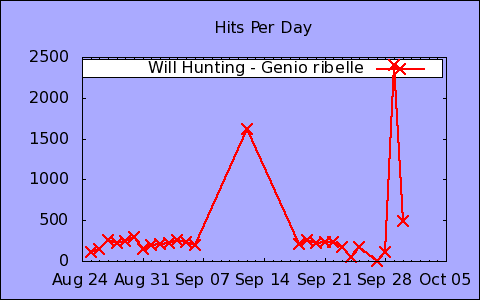 Hits Per Day
Will Hunting - Genio ribelle
2500
2000
1500
1000
500
0
Aug 24 Aug 31 Sep 07 Sep 14 Sep 21 Sep 28 Oct 05